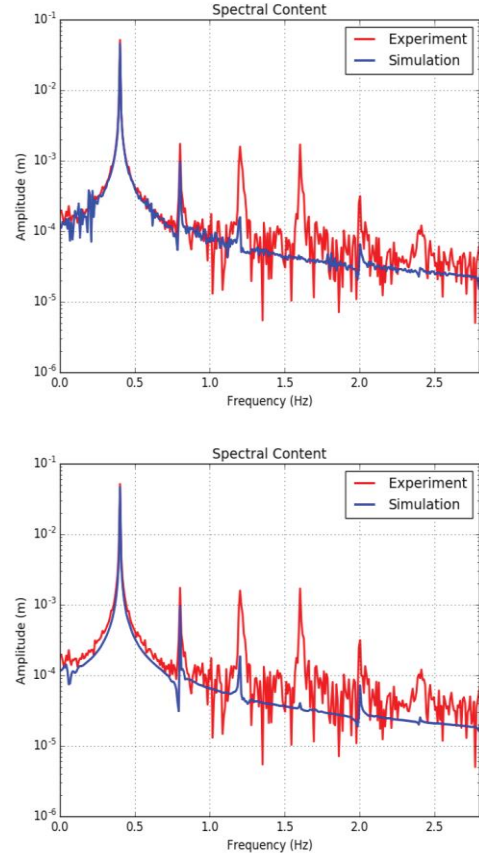 Spectral Content
10^-1
Experiment
Simulation
10^-2
10^-3
10^-4
10^-5
10^-6
Amplitude (m)
0.0 0.5 1.0 1.5 2.0 2.5
Frequency (Hz)
Spectral Content
10^-1
Experiment
Simulation
10^-2
10^-3
10^-4
10^-5
10^-6
Amplitude (m)
0.0 0.5 1.0 1.5 2.0 2.5
Frequency (Hz)